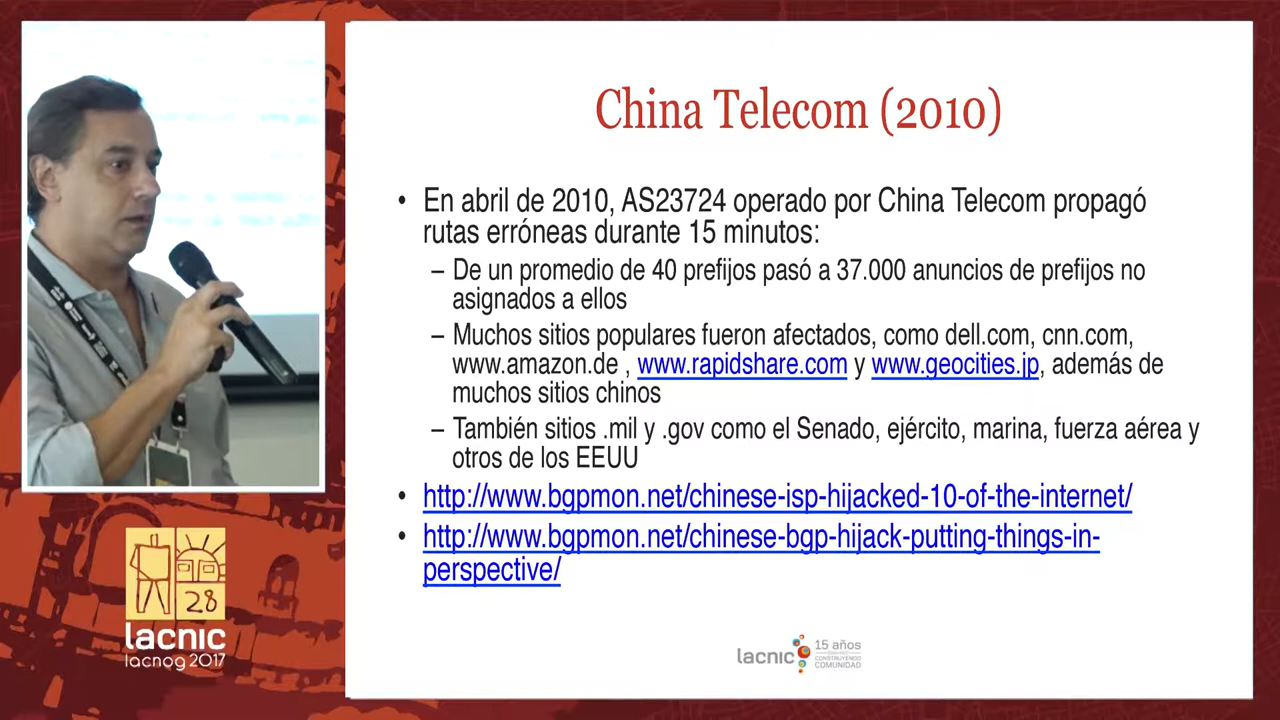 China Telecom (2010)
• En abril de 2010, AS23724 operado por China Telecom propagó
rutas erróneas durante 15 minutos:
– De un promedio de 40 prefijos pasó a 37.000 anuncios de prefijos no
asignados a ellos
– Muchos sitios populares fueron afectados, como dell.com, cnn.com,
www.amazon.de , www.rapidshare.com y www.geocities.jp, además de
muchos sitios chinos
– También sitios .mil y .gov como el Senado, ejército, marina, fuerza aérea y
otros de los EEUU
• http://www.bgpmon.net/chinese-isp-hijacked-10-of-the-internet/
• http://www.bgpmon.net/chinese-bgp-hijack-putting-things-in-
perspective/
28
lacnic
lacnog 2017
lacnic
15 años
CONSTRUYENDO
COMUNIDAD